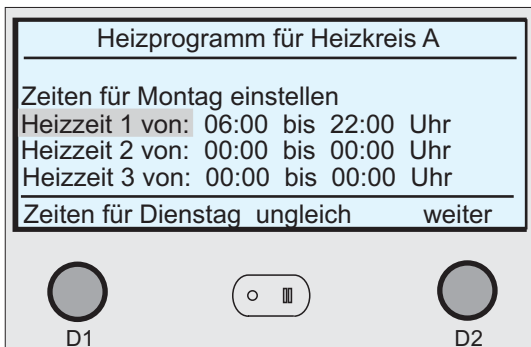 Heizprogramm für Heizkreis A
Zeiten für Montag einstellen
Heizzeit 1 von: 06:00 bis 22:00 Uhr
Heizzeit 2 von: 00:00 bis 00:00 Uhr
Heizzeit 3 von: 00:00 bis 00:00 Uhr
Zeiten für Dienstag ungleich weiter
D1 D2